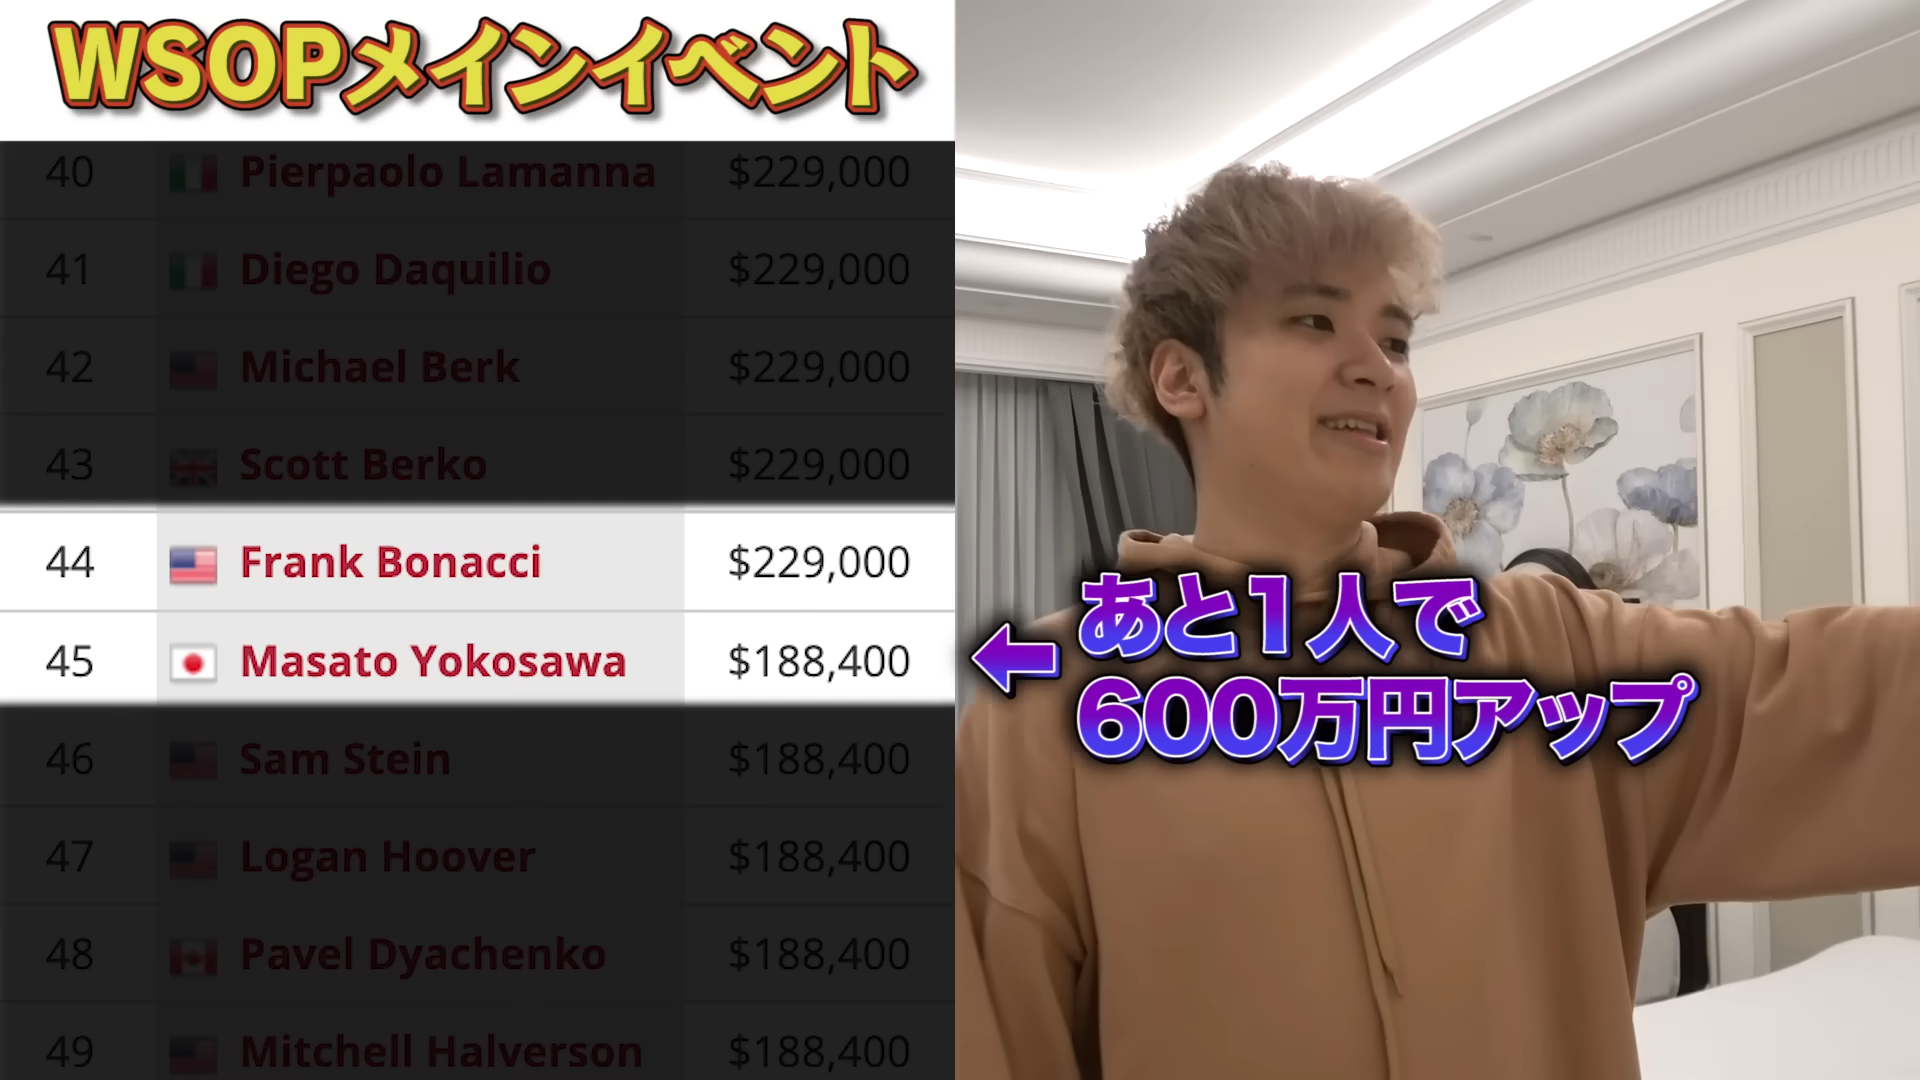 WSOPメインイベント
40 Pierpaolo Lamanna $229,000
41 Diego Daquilio $229,000
42 Michael Berk $229,000
43 Scott Berko $229,000
44 Frank Bonacci $229,000
45 Masato Yokosawa $188,400
46 Sam Stein $188,400
47 Logan Hoover $188,400
48 Pavel Dyachenko $188,400
49 Mitchell Halverson $188,400
←あと1人で
600万円アップ